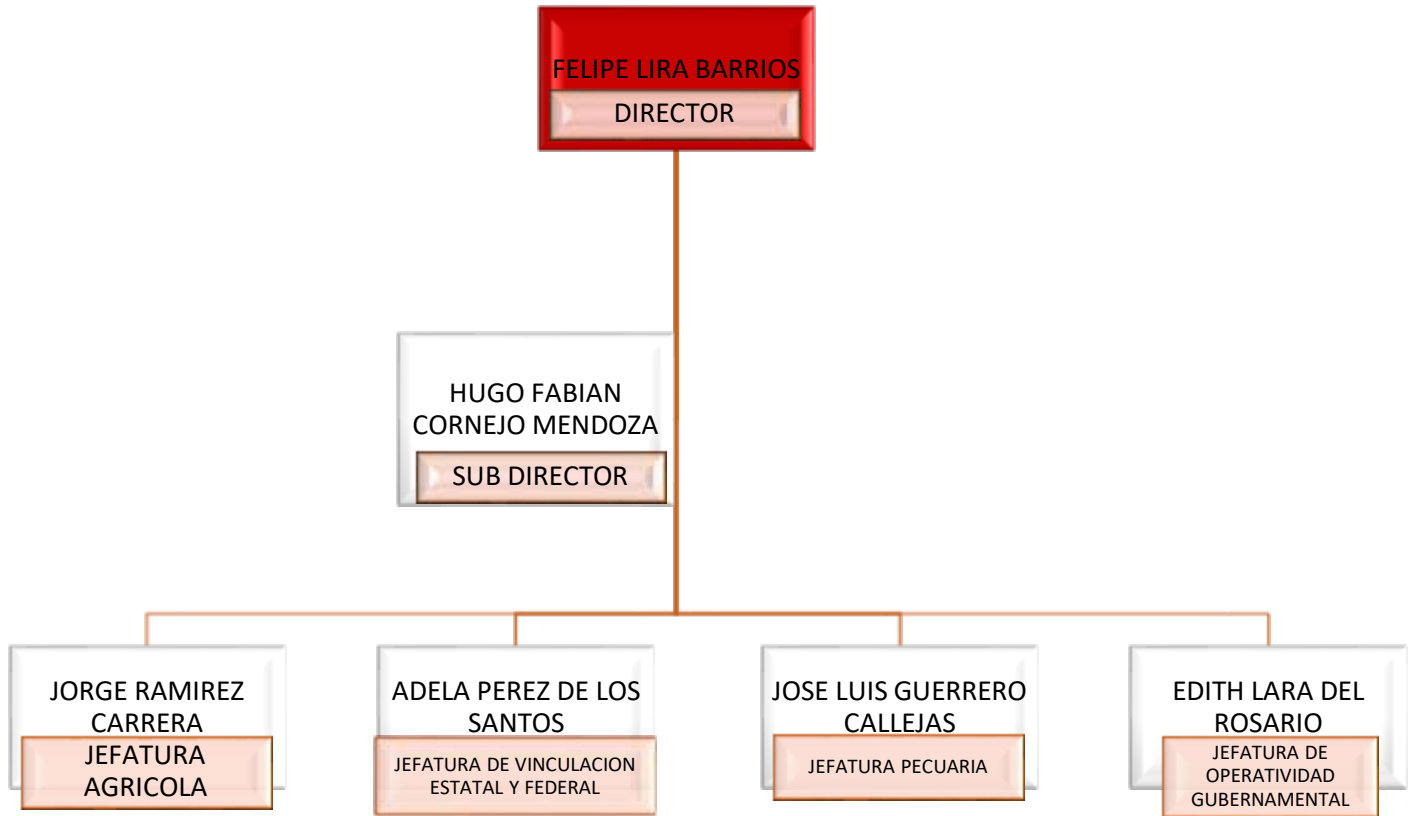 FELIPE LIRA BARRIOS
DIRECTOR
HUGO FABIAN
CORNEJO MENDOZA
SUB DIRECTOR
JORGE RAMIREZ
CARRERA
JEFATURA
AGRICOLA
ADELA PEREZ DE LOS
SANTOS
JEFATURA DE VINCULACION
ESTATAL Y FEDERAL
JOSE LUIS GUERRERO
CALLEJAS
JEFATURA PECUARIA
EDITH LARA DEL
ROSARIO
JEFATURA DE
OPERATIVIDAD
GUBERNAMENTAL